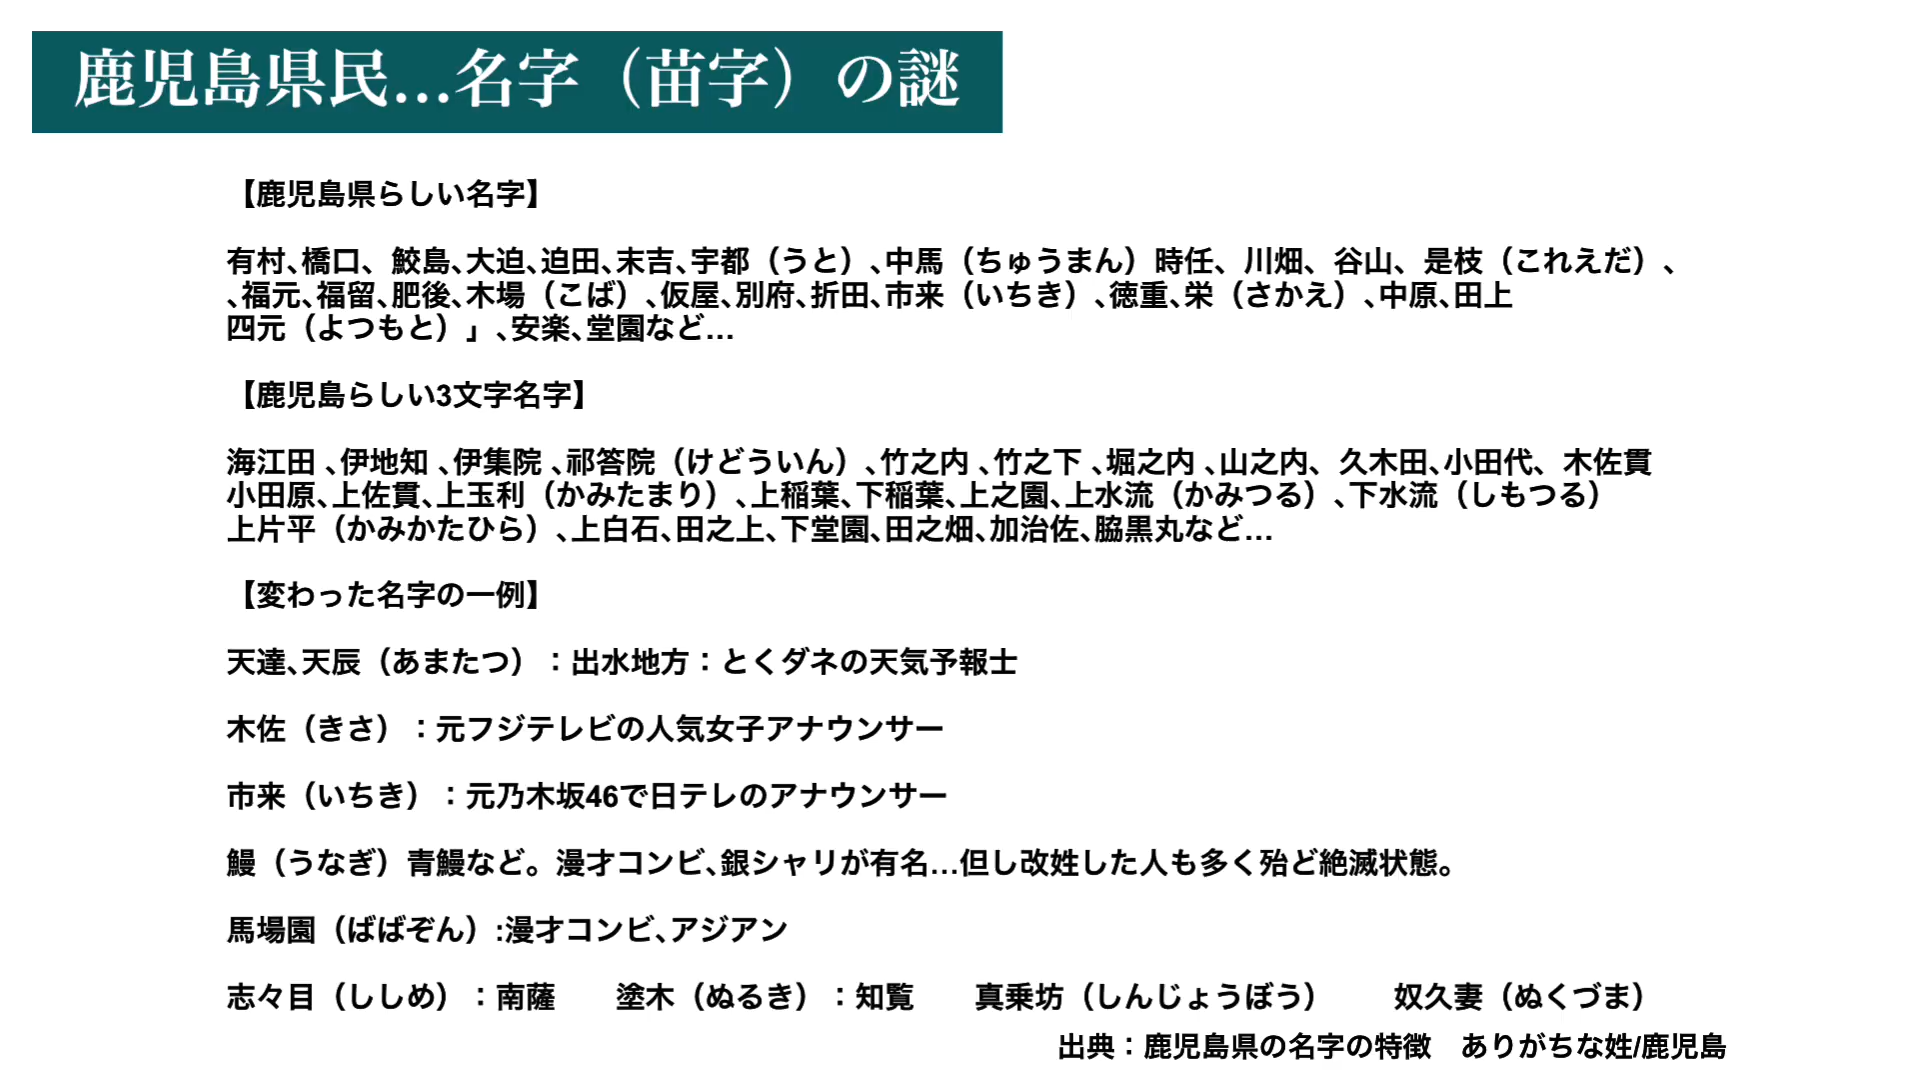 鹿児島県民…名字（苗字）の謎
【鹿児島県らしい名字】
有村、橋口、鮫島、大迫、迫田、末吉、宇都（うと）、中馬（ちゅうまん）時任、川畑、谷山、是枝（これえだ）、
、福元、福留、肥後、木場（こば）、仮屋、別府、折田、市来（いちき）、徳重、栄（さかえ）、中原、田上
四元（よつもと）」、安楽、堂園など…
【鹿児島らしい3文字名字】
海江田 、伊地知 、伊集院 、祁答院（けどういん）、竹之内 、竹之下 、堀之内 、山之内、久木田、小田代、木佐貫
小田原、上佐貫、上玉利（かみたまり）、上稲葉、下稲葉、上之園、上水流（かみつる）、下水流（しもつる）
上片平（かみかたひら）、上白石、田之上、下堂園、田之畑、加治佐、脇黒丸など…
【変わった名字の一例】
天達、天辰（あまたつ）：出水地方：とくダネの天気予報士
木佐（きさ）：元フジテレビの人気女子アナウンサー
市来（いちき）：元乃木坂46で日テレのアナウンサー
鰻（うなぎ）青鰻など。漫才コンビ、銀シャリが有名…但し改姓した人も多く殆ど絶滅状態。
馬場園（ばばぞん）:漫才コンビ、アジアン
志々目（ししめ）：南薩　　塗木（ぬるき）：知覧　　真乗坊（しんじょうぼう）　　奴久妻（ぬくづま）
出典：鹿児島県の名字の特徴　ありがちな姓/鹿児島